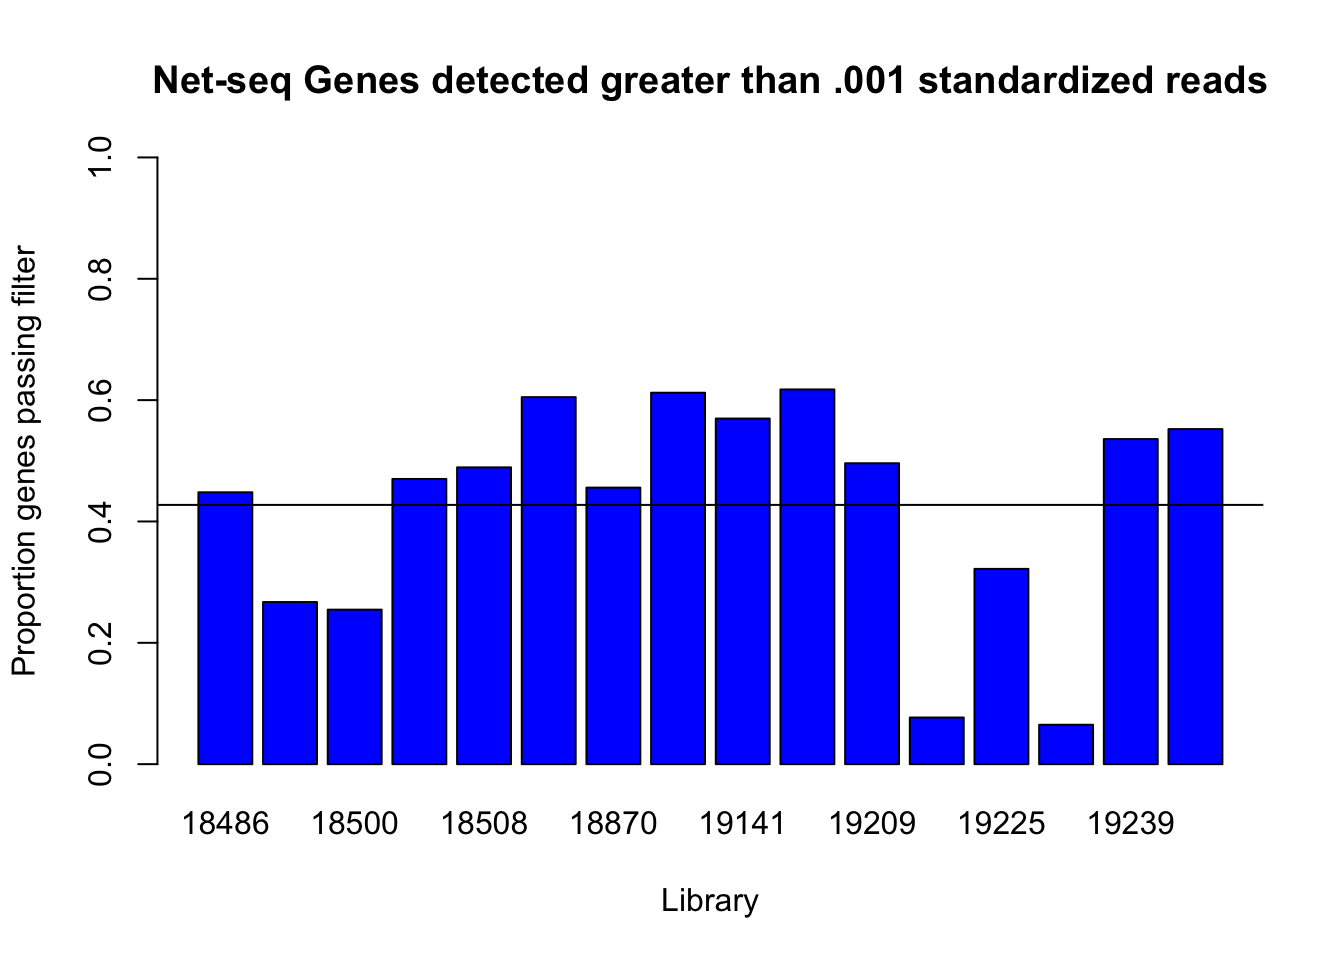 Net-seq Genes detected greater than .001 standardized reads
Proportion genes passing filter
1.0
0.8
0.6
0.4
0.2
0.0
18486 18500 18508 18870 19141 19209 19225 19239
Library